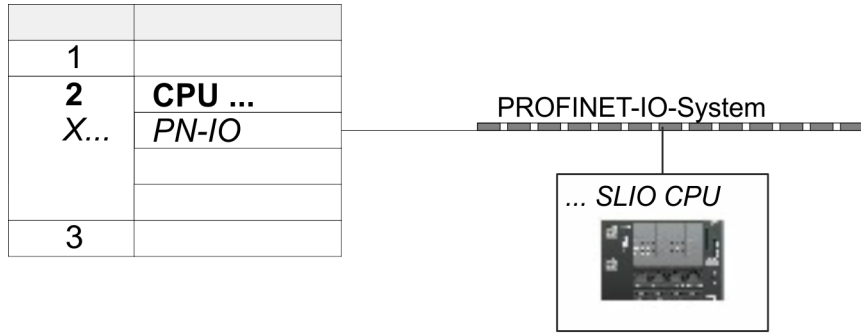 1
2 CPU ...
X... PN-IO
3
PROFINET-IO-System
... SLIO CPU